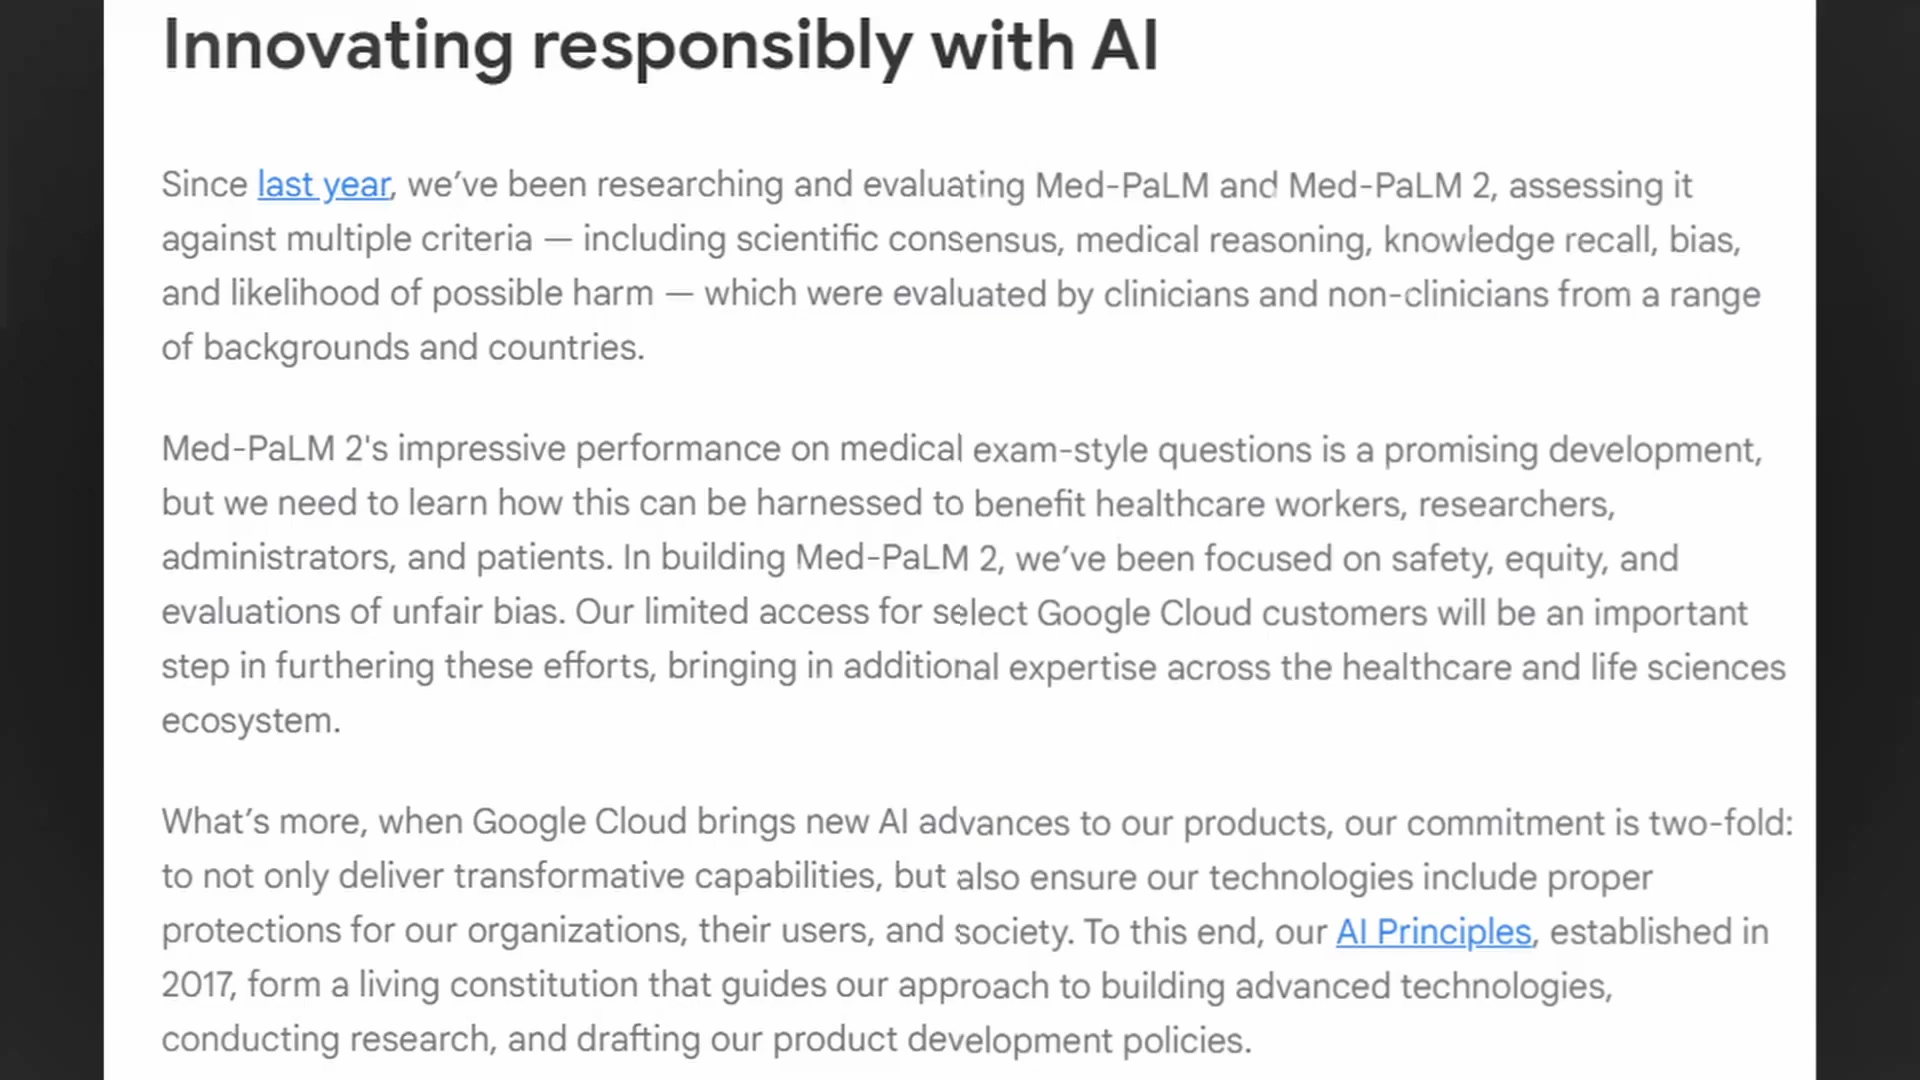 Innovating responsibly with AI
Since last year, we’ve been researching and evaluating Med-PaLM and Med-PaLM 2, assessing it
against multiple criteria — including scientific consensus, medical reasoning, knowledge recall, bias,
and likelihood of possible harm — which were evaluated by clinicians and non-clinicians from a range
of backgrounds and countries.
Med-PaLM 2's impressive performance on medical exam-style questions is a promising development,
but we need to learn how this can be harnessed to benefit healthcare workers, researchers,
administrators, and patients. In building Med-PaLM 2, we’ve been focused on safety, equity, and
evaluations of unfair bias. Our limited access for select Google Cloud customers will be an important
step in furthering these efforts, bringing in additional expertise across the healthcare and life sciences
ecosystem.
What’s more, when Google Cloud brings new AI advances to our products, our commitment is two-fold:
to not only deliver transformative capabilities, but also ensure our technologies include proper
protections for our organizations, their users, and society. To this end, our AI Principles, established in
2017, form a living constitution that guides our approach to building advanced technologies,
conducting research, and drafting our product development policies.